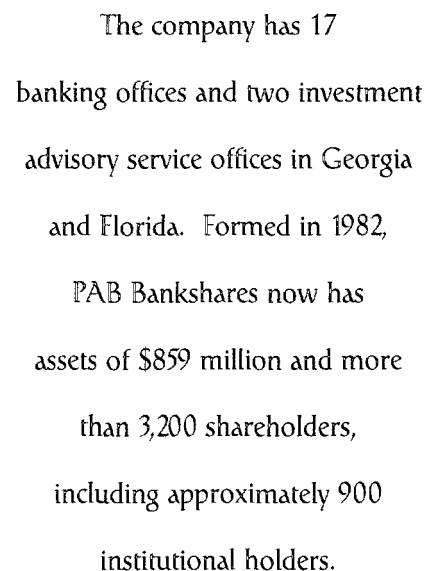 The company has 17
banking offices and two investment
advisory service offices in Georgia
and Florida.  Formed in 1982,
PAB Bankshares now has
assets of $859 million and more
than 3,200 shareholders,
including approximately 900
institutional holders.